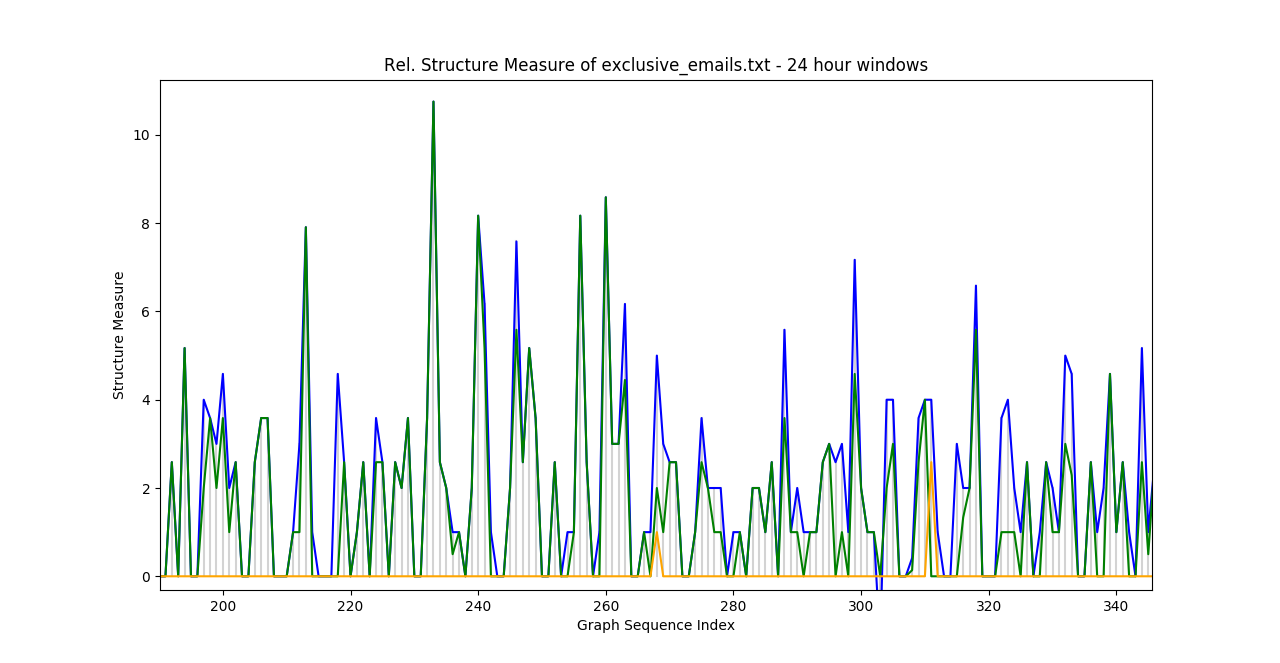 Rel. Structure Measure of exclusive_emails.txt - 24 hour windows
Structure Measure
10
8
6
4
2
0
200 220 240 260 280 300 320 340
Graph Sequence Index